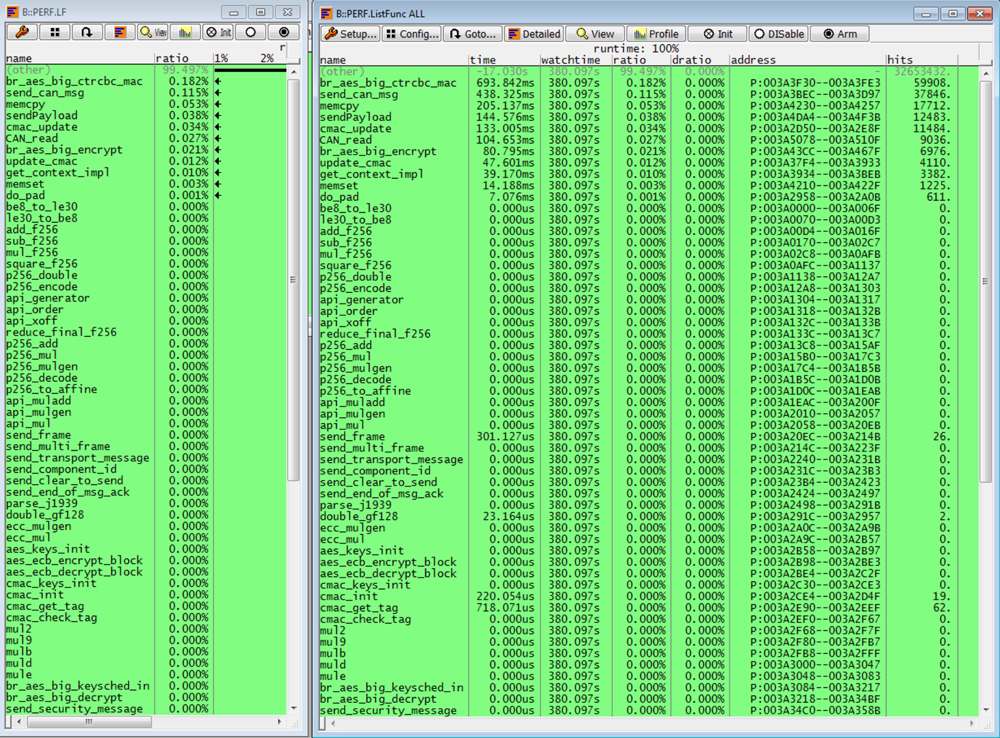 B::PERF.LF
View Init
r
name ratio 1% 2%
(other) 99.497%
br_aes_big_ctrcbc_mac 0.182%
send_can_msg 0.115%
memcpy 0.053%
sendPayload 0.038%
cmac_update 0.034%
CAN_read 0.027%
br_aes_big_encrypt 0.021%
update_cmac 0.012%
get_context_impl 0.010%
memset 0.003%
do_pad 0.001%
be8_to_le30 0.000%
le30_to_be8 0.000%
add_f256 0.000%
sub_f256 0.000%
mul_f256 0.000%
square_f256 0.000%
p256_double 0.000%
p256_encode 0.000%
api_generator 0.000%
api_order 0.000%
api_xoff 0.000%
reduce_final_f256 0.000%
p256_add 0.000%
p256_mul 0.000%
p256_mulgen 0.000%
p256_decode 0.000%
p256_to_affine 0.000%
api_muladd 0.000%
api_mulgen 0.000%
api_mul 0.000%
send_frame 0.000%
send_multi_frame 0.000%
send_transport_message 0.000%
send_component_id 0.000%
send_clear_to_send 0.000%
send_end_of_msg_ack 0.000%
parse_j1939 0.000%
double_gf128 0.000%
ecc_mulgen 0.000%
ecc_mul 0.000%
aes_keys_init 0.000%
aes_ecb_encrypt_block 0.000%
aes_ecb_decrypt_block 0.000%
cmac_keys_init 0.000%
cmac_init 0.000%
cmac_get_tag 0.000%
cmac_check_tag 0.000%
mul2 0.000%
mul9 0.000%
mulb 0.000%
muld 0.000%
mule 0.000%
br_aes_big_keysched_in 0.000%
br_aes_big_decrypt 0.000%
send_security_message 0.000%
B::PERF.ListFunc ALL
Setup... Config... Goto... Detailed View Profile Init DISable Arm
runtime: 100%
name time watchtime ratio dratio address hits
(other) -17.030s 380.097s 99.497% 0.000% - 32653432.
br_aes_big_ctrcbc_mac 693.842ms 380.097s 0.182% 0.000% P:003A3F30--003A3FE3 59908.
send_can_msg 438.325ms 380.097s 0.115% 0.000% P:003A3BEC--003A3D97 37846.
memcpy 205.137ms 380.097s 0.053% 0.000% P:003A4230--003A4257 17712.
sendPayload 144.576ms 380.097s 0.038% 0.000% P:003A4DA4--003A4F3B 12483.
cmac_update 133.005ms 380.097s 0.034% 0.000% P:003A2D50--003A2E8F 11484.
CAN_read 104.653ms 380.097s 0.027% 0.000% P:003A5078--003A510F 9036.
br_aes_big_encrypt 80.795ms 380.097s 0.021% 0.000% P:003A43CC--003A467F 6976.
update_cmac 47.601ms 380.097s 0.012% 0.000% P:003A37F4--003A3933 4110.
get_context_impl 39.170ms 380.097s 0.010% 0.000% P:003A3934--003A3BEB 3382.
memset 14.188ms 380.097s 0.003% 0.000% P:003A4210--003A422F 1225.
do_pad 7.076ms 380.097s 0.001% 0.000% P:003A2958--003A2A0B 611.
be8_to_le30 0.000us 380.097s 0.000% 0.000% P:003A0000--003A006F 0.
le30_to_be8 0.000us 380.097s 0.000% 0.000% P:003A0070--003A00D3 0.
add_f256 0.000us 380.097s 0.000% 0.000% P:003A00D4--003A016F 0.
sub_f256 0.000us 380.097s 0.000% 0.000% P:003A0170--003A02C7 0.
mul_f256 0.000us 380.097s 0.000% 0.000% P:003A02C8--003A0AFB 0.
square_f256 0.000us 380.097s 0.000% 0.000% P:003A0AFC--003A1137 0.
p256_double 0.000us 380.097s 0.000% 0.000% P:003A1138--003A12A7 0.
p256_encode 0.000us 380.097s 0.000% 0.000% P:003A12A8--003A1303 0.
api_generator 0.000us 380.097s 0.000% 0.000% P:003A1304--003A1317 0.
api_order 0.000us 380.097s 0.000% 0.000% P:003A1318--003A132B 0.
api_xoff 0.000us 380.097s 0.000% 0.000% P:003A132C--003A133B 0.
reduce_final_f256 0.000us 380.097s 0.000% 0.000% P:003A133C--003A13C7 0.
p256_add 0.000us 380.097s 0.000% 0.000% P:003A13C8--003A15AF 0.
p256_mul 0.000us 380.097s 0.000% 0.000% P:003A15B0--003A17C3 0.
p256_mulgen 0.000us 380.097s 0.000% 0.000% P:003A17C4--003A1B5B 0.
p256_decode 0.000us 380.097s 0.000% 0.000% P:003A1B5C--003A1D0B 0.
p256_to_affine 0.000us 380.097s 0.000% 0.000% P:003A1D0C--003A1EAB 0.
api_muladd 0.000us 380.097s 0.000% 0.000% P:003A1EAC--003A200F 0.
api_mulgen 0.000us 380.097s 0.000% 0.000% P:003A2010--003A2057 0.
api_mul 0.000us 380.097s 0.000% 0.000% P:003A2058--003A20EB 0.
send_frame 301.127us 380.097s 0.000% 0.000% P:003A20EC--003A214B 26.
send_multi_frame 0.000us 380.097s 0.000% 0.000% P:003A214C--003A223F 0.
send_transport_message 0.000us 380.097s 0.000% 0.000% P:003A2240--003A231B 0.
send_component_id 0.000us 380.097s 0.000% 0.000% P:003A231C--003A23B3 0.
send_clear_to_send 0.000us 380.097s 0.000% 0.000% P:003A23B4--003A2423 0.
send_end_of_msg_ack 0.000us 380.097s 0.000% 0.000% P:003A2424--003A2497 0.
parse_j1939 0.000us 380.097s 0.000% 0.000% P:003A2498--003A291B 0.
double_gf128 23.164us 380.097s 0.000% 0.000% P:003A291C--003A2957 2.
ecc_mulgen 0.000us 380.097s 0.000% 0.000% P:003A2A0C--003A2A9B 0.
ecc_mul 0.000us 380.097s 0.000% 0.000% P:003A2A9C--003A2B57 0.
aes_keys_init 0.000us 380.097s 0.000% 0.000% P:003A2B58--003A2B97 0.
aes_ecb_encrypt_block 0.000us 380.097s 0.000% 0.000% P:003A2B98--003A2BE3 0.
aes_ecb_decrypt_block 0.000us 380.097s 0.000% 0.000% P:003A2BE4--003A2C2F 0.
cmac_keys_init 0.000us 380.097s 0.000% 0.000% P:003A2C30--003A2CE3 0.
cmac_init 220.054us 380.097s 0.000% 0.000% P:003A2CE4--003A2D4F 19.
cmac_get_tag 718.071us 380.097s 0.000% 0.000% P:003A2E90--003A2EEF 62.
cmac_check_tag 0.000us 380.097s 0.000% 0.000% P:003A2EF0--003A2F67 0.
mul2 0.000us 380.097s 0.000% 0.000% P:003A2F68--003A2F7F 0.
mul9 0.000us 380.097s 0.000% 0.000% P:003A2F80--003A2FB7 0.
mulb 0.000us 380.097s 0.000% 0.000% P:003A2FB8--003A2FFF 0.
muld 0.000us 380.097s 0.000% 0.000% P:003A3000--003A3047 0.
mule 0.000us 380.097s 0.000% 0.000% P:003A3048--003A3083 0.
br_aes_big_keysched_in 0.000us 380.097s 0.000% 0.000% P:003A3084--003A3217 0.
br_aes_big_decrypt 0.000us 380.097s 0.000% 0.000% P:003A3218--003A34BF 0.
send_security_message 0.000us 380.097s 0.000% 0.000% P:003A34C0--003A358B 0.